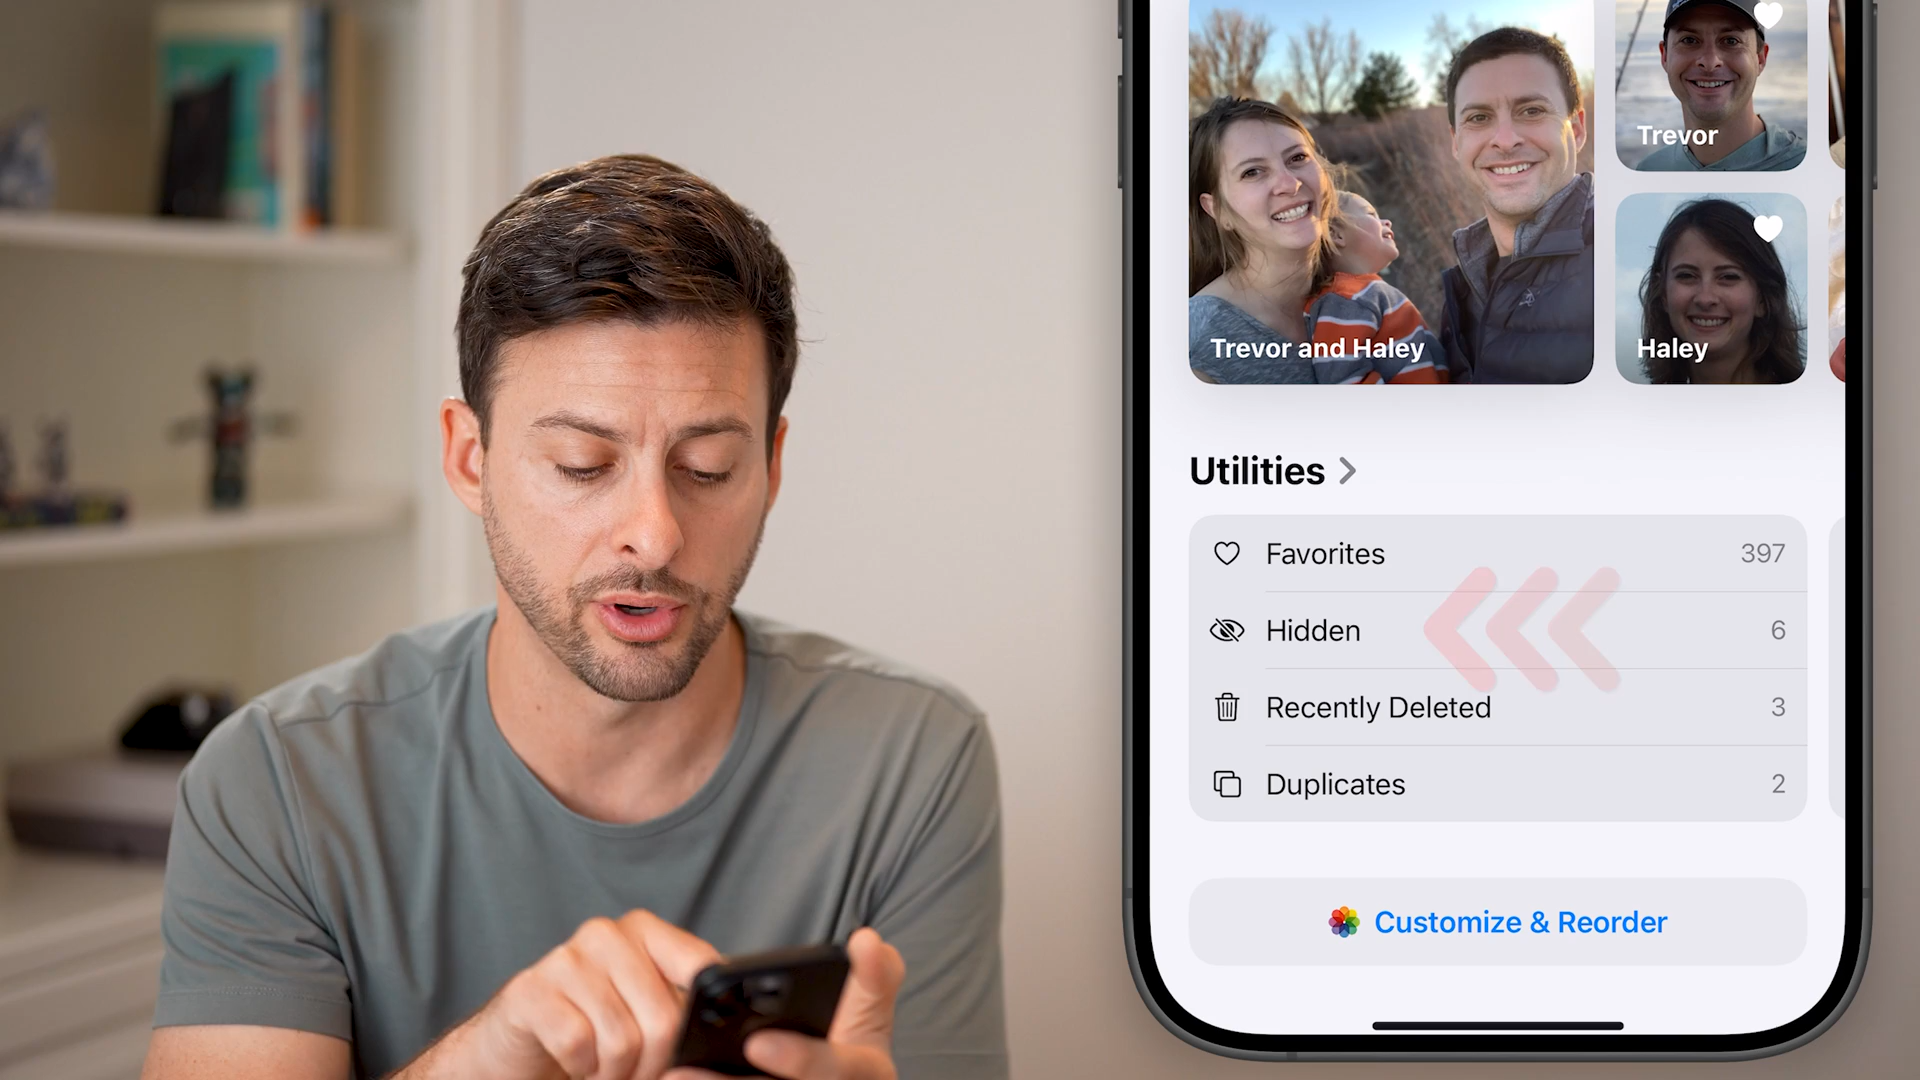 Trevor
Trevor and Haley
Haley
Utilities
Favorites 397
Hidden 6
Recently Deleted 3
Duplicates 2
Customize & Reorder